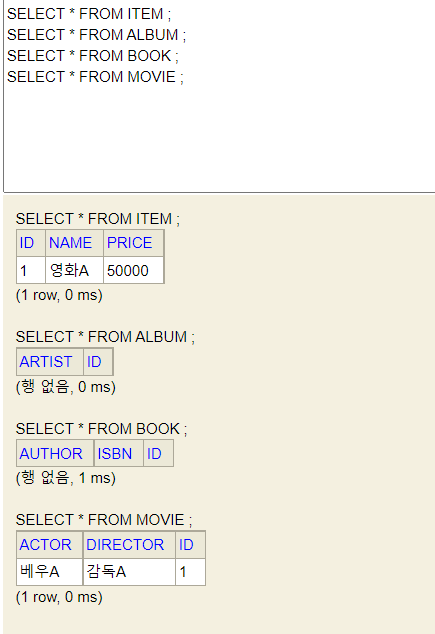 SELECT * FROM ITEM ;
SELECT * FROM ALBUM ;
SELECT * FROM BOOK ;
SELECT * FROM MOVIE ;
SELECT * FROM ITEM ;
ID NAME PRICE
1 영화A 50000
(1 row, 0 ms)
SELECT * FROM ALBUM ;
ARTIST ID
(행 없음, 0 ms)
SELECT * FROM BOOK ;
AUTHOR ISBN ID
(행 없음, 1 ms)
SELECT * FROM MOVIE ;
ACTOR DIRECTOR ID
베우A 감독A 1
(1 row, 0 ms)